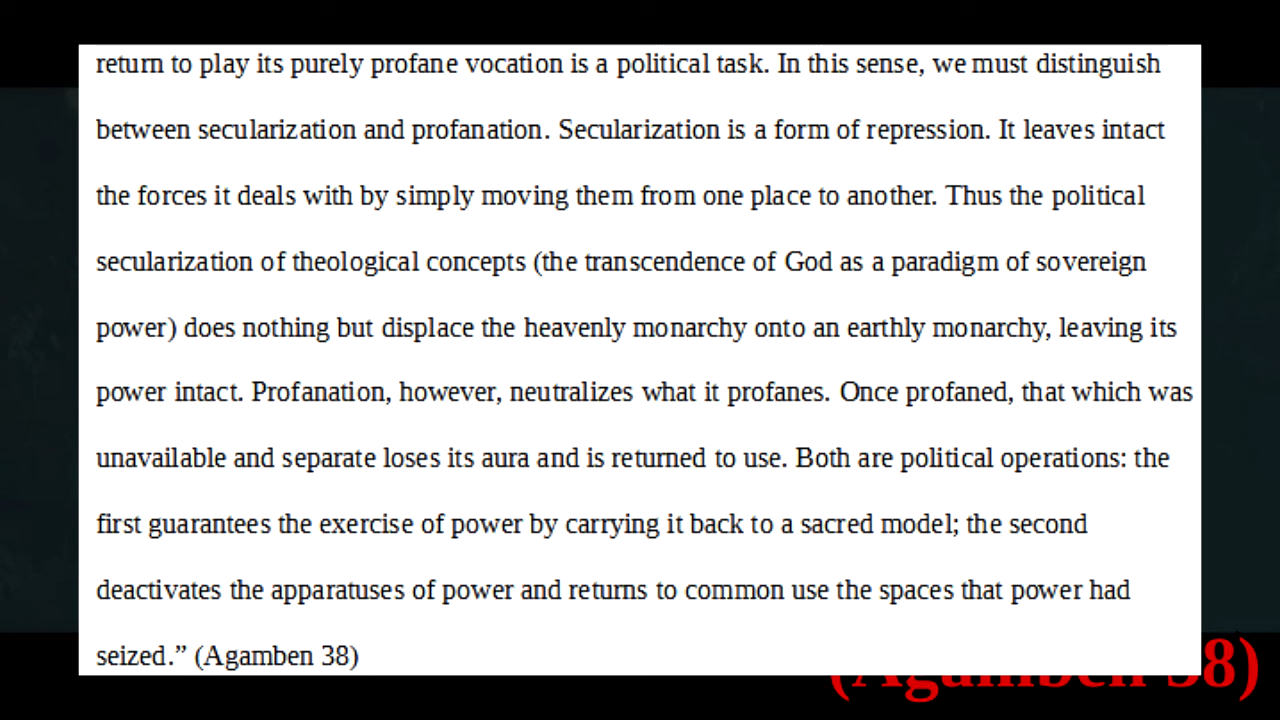 return to play its purely profane vocation is a political task. In this sense, we must distinguish
between secularization and profanation. Secularization is a form of repression. It leaves intact
the forces it deals with by simply moving them from one place to another. Thus the political
secularization of theological concepts (the transcendence of God as a paradigm of sovereign
power) does nothing but displace the heavenly monarchy onto an earthly monarchy, leaving its
power intact. Profanation, however, neutralizes what it profanes. Once profaned, that which was
unavailable and separate loses its aura and is returned to use. Both are political operations: the
first guarantees the exercise of power by carrying it back to a sacred model; the second
deactivates the apparatuses of power and returns to common use the spaces that power had
seized.” (Agamben 38)
(Agamben 38)